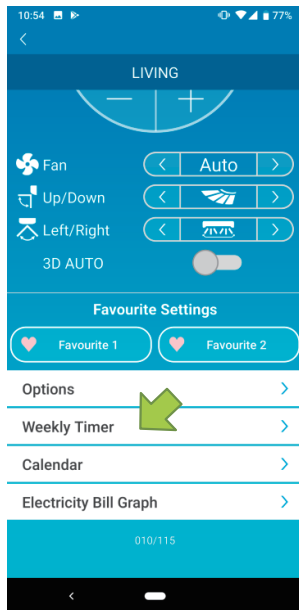 10:54 77%
LIVING
Fan Auto
Up/Down
Left/Right
3D AUTO
Favourite Settings
Favourite 1 Favourite 2
Options
Weekly Timer
Calendar
Electricity Bill Graph
010/115